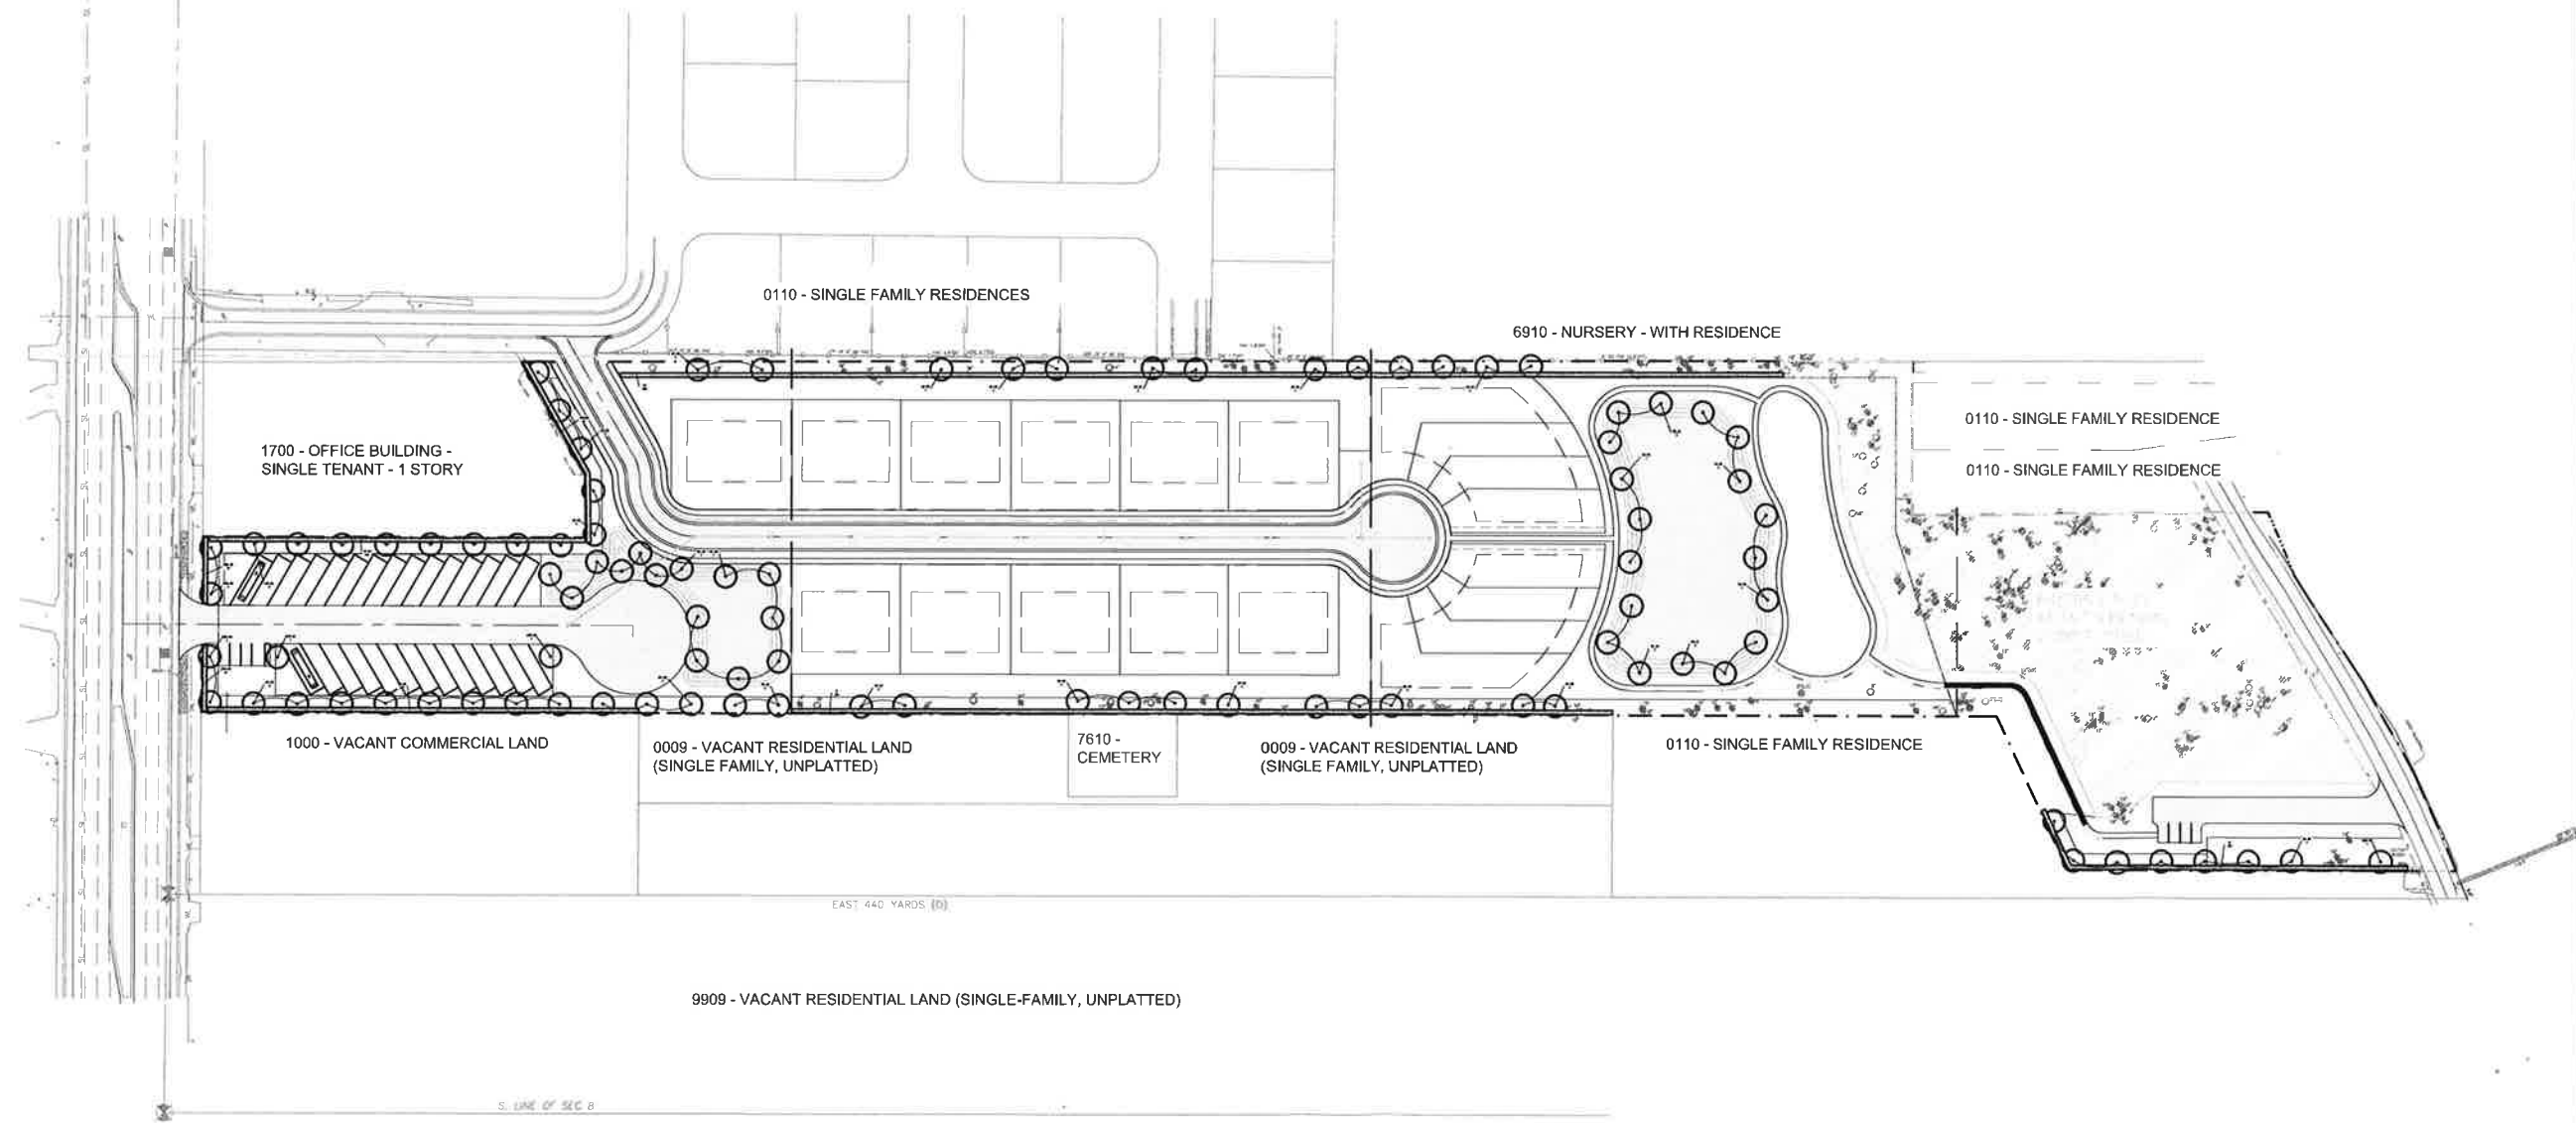 0110 - SINGLE FAMILY RESIDENCES
6910 - NURSERY - WITH RESIDENCE
0110 - SINGLE FAMILY RESIDENCE
0110 - SINGLE FAMILY RESIDENCE
1700 - OFFICE BUILDING -
SINGLE TENANT - 1 STORY
1000 - VACANT COMMERCIAL LAND
0009 - VACANT RESIDENTIAL LAND
(SINGLE FAMILY, UNPLATTED)
7610 -
CEMETERY
0009 - VACANT RESIDENTIAL LAND
(SINGLE FAMILY, UNPLATTED)
0110 - SINGLE FAMILY RESIDENCE
EAST 440 YARDS (D)
9909 - VACANT RESIDENTIAL LAND (SINGLE-FAMILY, UNPLATTED)
S. LINE OF SEC 8